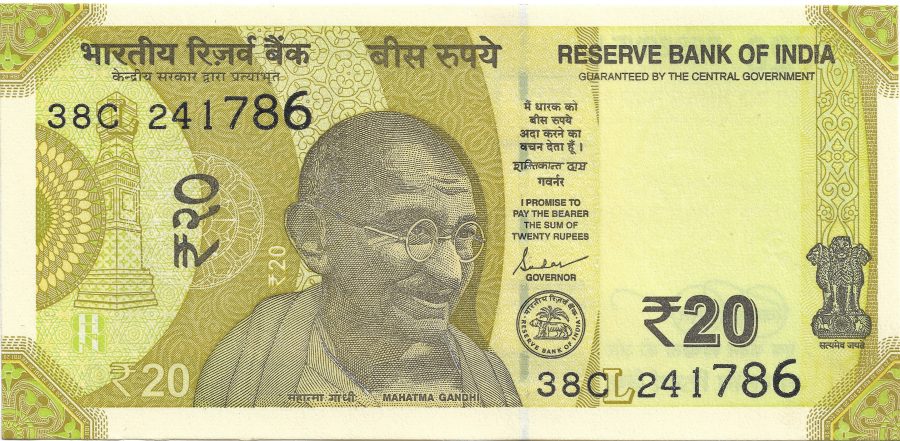 भारतीय रिज़र्व बैंक
केन्द्रीय सरकार द्वारा प्रत्याभूत
बीस रुपये
RESERVE BANK OF INDIA
GUARANTEED BY THE CENTRAL GOVERNMENT
38C 241786
मैं धारक को
बीस रुपये
अदा करने का
वचन देता हूँ ।
शक्तिकान्त दास
गवर्नर
I PROMISE TO
PAY THE BEARER
THE SUM OF
TWENTY RUPEES
GOVERNOR
₹२०
₹20
भारतीय रिज़र्व बैंक
RESERVE BANK OF INDIA
₹20
सत्यमेव जयते
₹20
38C L 241786
महात्मा गांधी
MAHATMA GANDHI